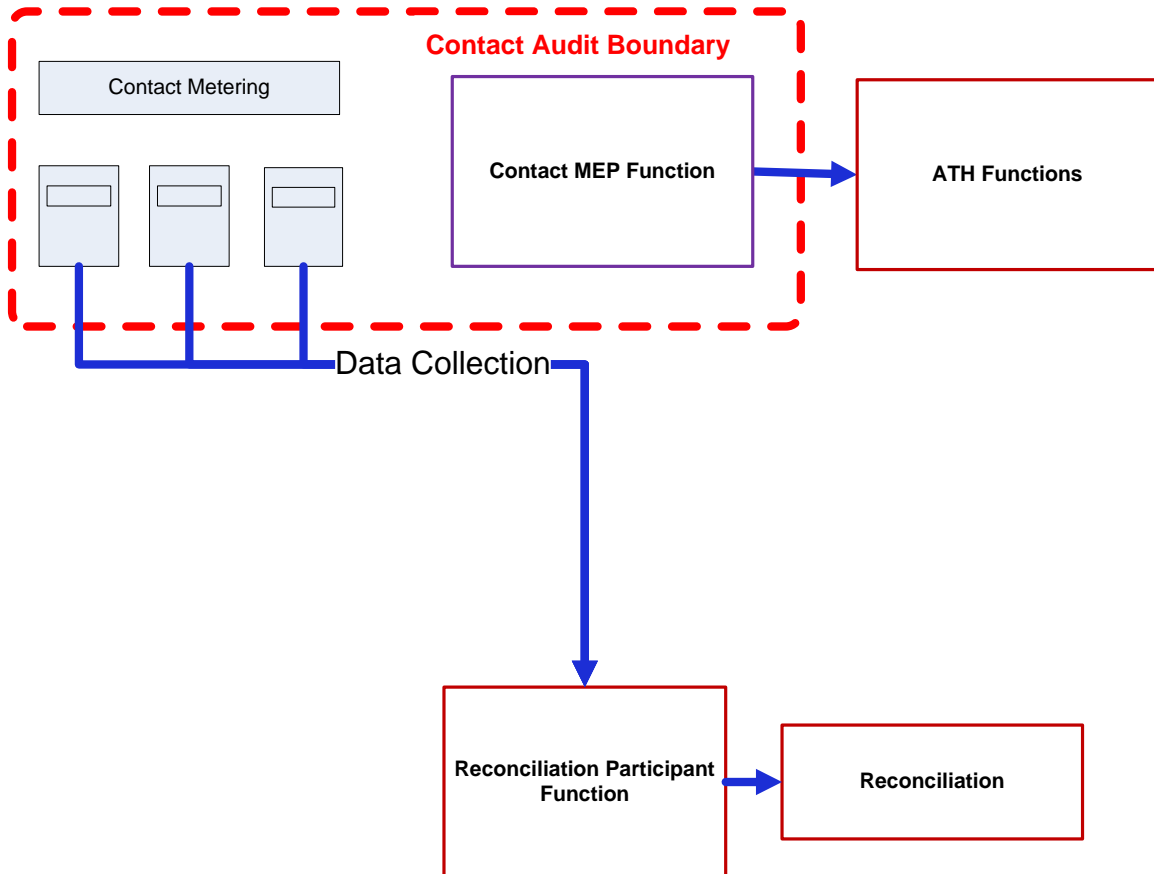 Contact Audit Boundary
Contact Metering
Contact MEP Function
ATH Functions
Data Collection
Reconciliation Participant
Function
Reconciliation